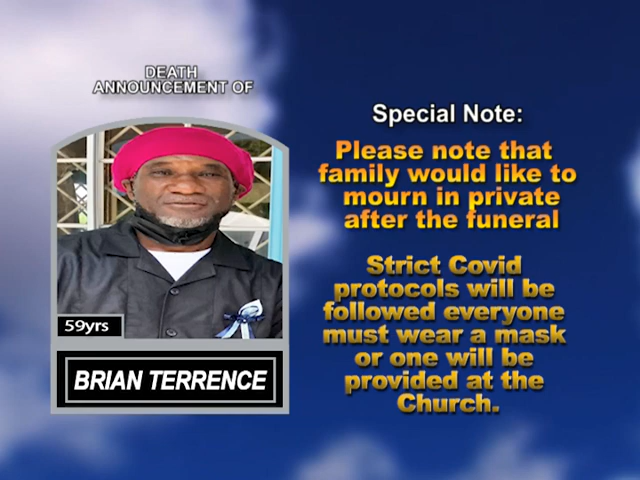 DEATH
ANNOUNCEMENT OF
59yrs
BRIAN TERRENCE
Special Note:
Please note that
family would like to
mourn in private
after the funeral
Strict Covid
protocols will be
followed everyone
must wear a mask
or one will be
provided at the
Church.